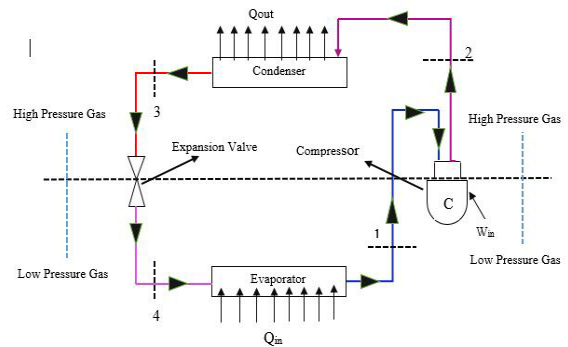 Qout
2
Condenser
3
High Pressure Gas
High Pressure Gas
Expansion Valve
Compressor
C
Win
1
Low Pressure Gas
Low Pressure Gas
Evaporator
4
Qin